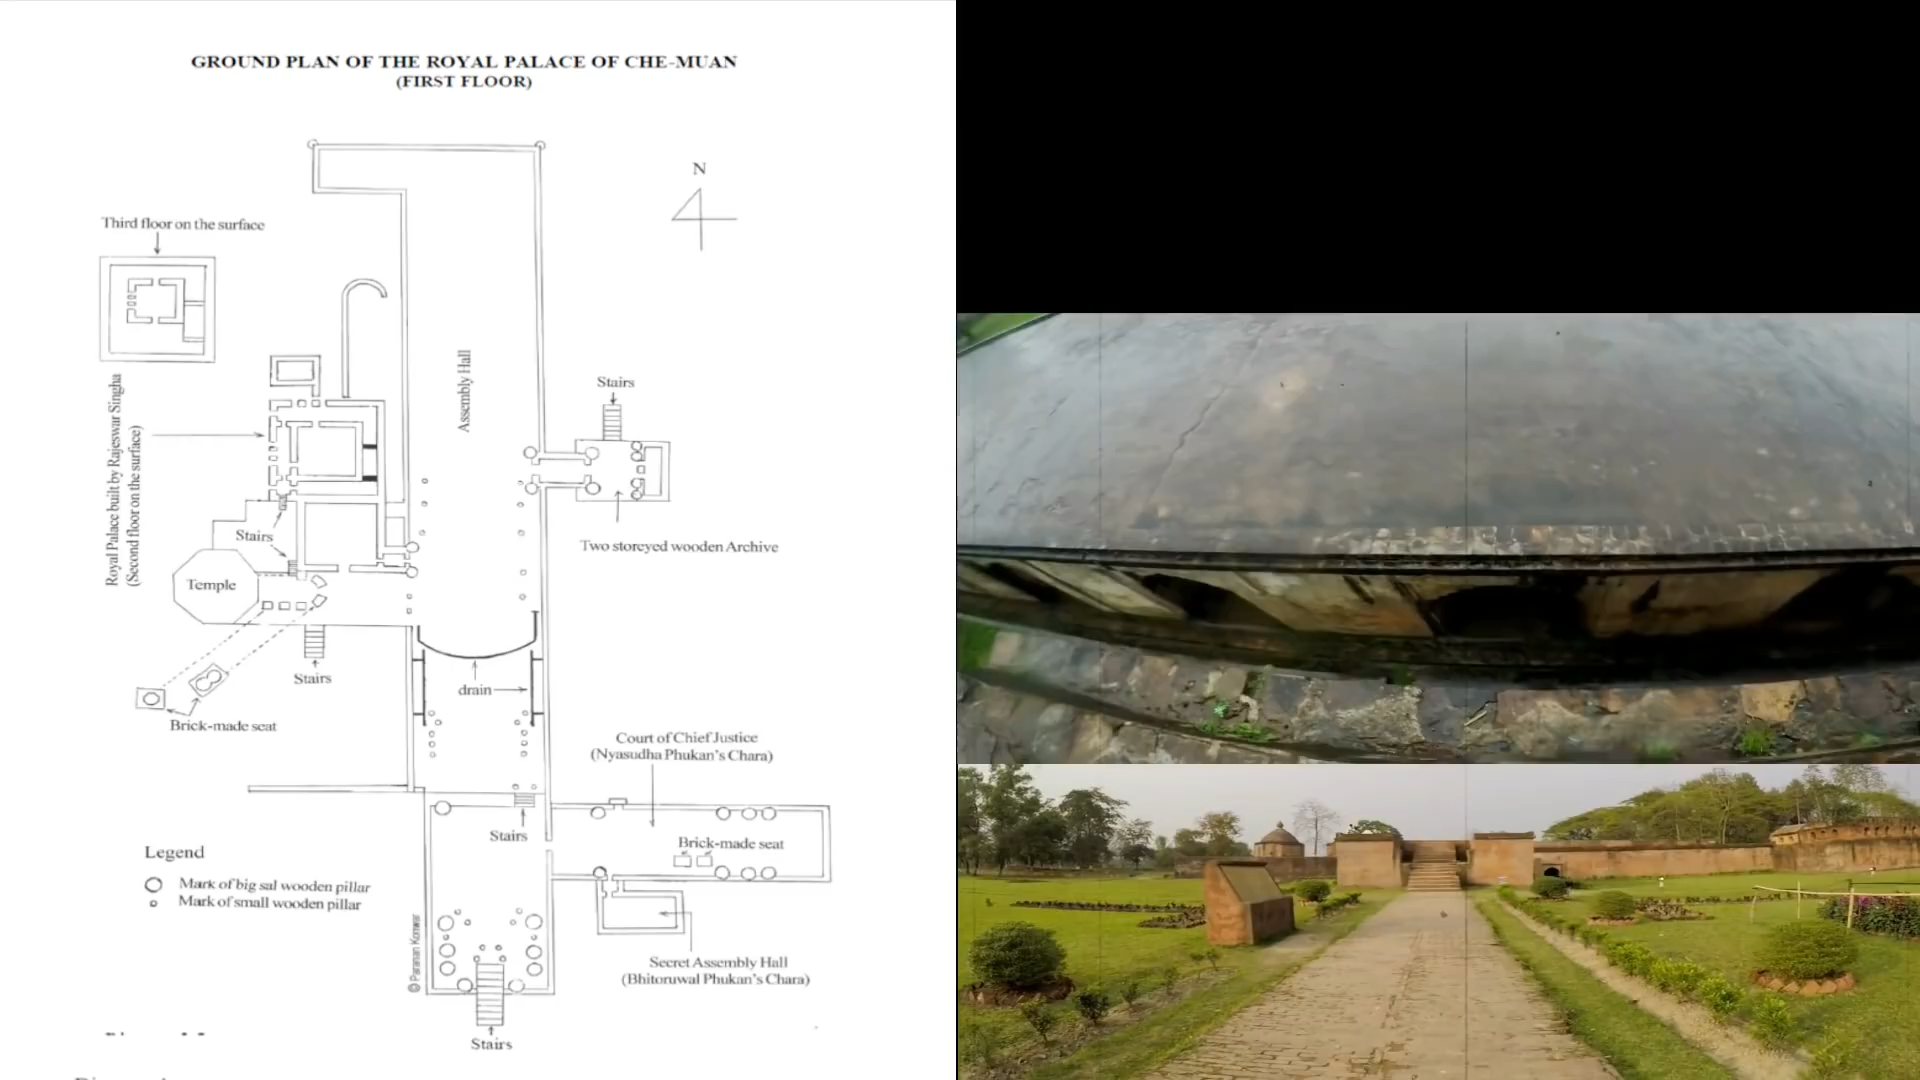 GROUND PLAN OF THE ROYAL PALACE OF CHE-MUAN
(FIRST FLOOR)
N
Third floor on the surface
Assembly Hall
Stairs
Royal Palace built by Rajeswar Singha
(Second floor on the surface)
Stairs
Two storeyed wooden Archive
Temple
Stairs
drain
Brick-made seat
Court of Chief Justice
(Nyasudha Phukan's Chara)
Stairs
Brick-made seat
Legend
Mark of big sal wooden pillar
Mark of small wooden pillar
Secret Assembly Hall
(Bhitoruwal Phukan's Chara)
Stairs